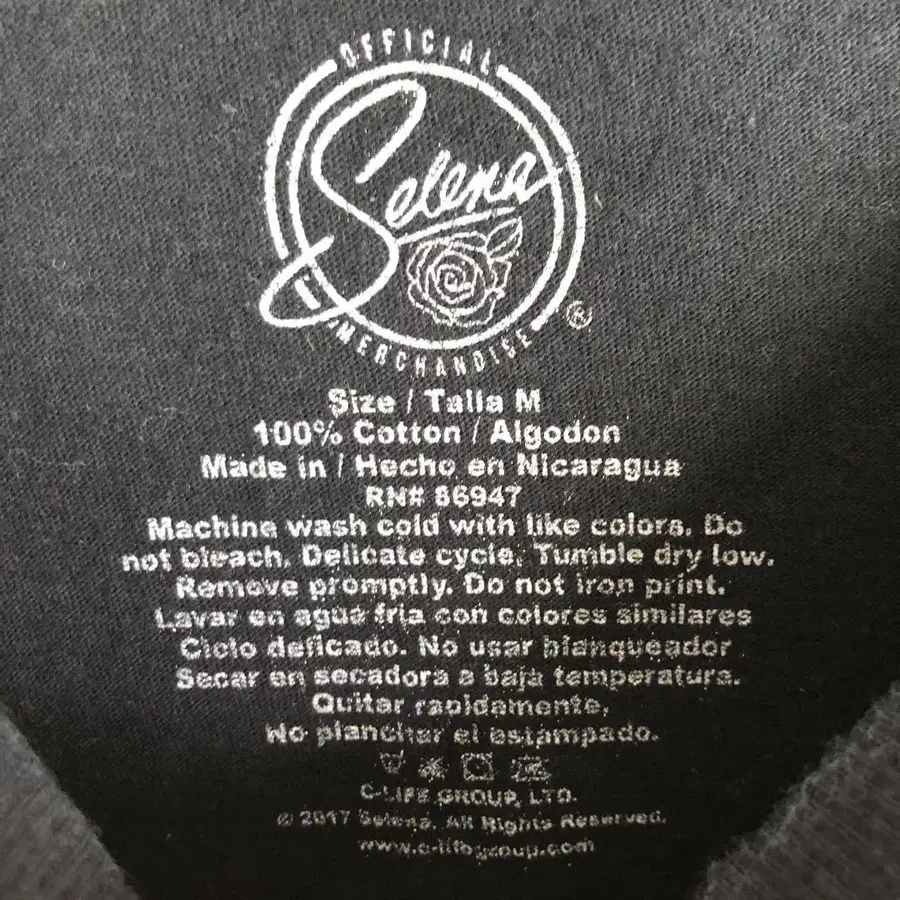 OFFICIAL
Selena
MERCHANDISE
®
Size / Talla M
100% Cotton / Algodon
Made in / Hecho en Nicaragua
RN# 86947
Machine wash cold with like colors. Do
not bleach. Delicate cycle. Tumble dry low.
Remove promptly. Do not iron print.
Lavar en agua fria con colores similares
Ciclo delicado. No usar blanqueador
Secar en secadora a baja temperatura.
Quitar rapidamente.
No planchar el estampado.
C-LIFE GROUP, LTD.
© 2017 Selena. All Rights Reserved.
www.c-lifegroup.com